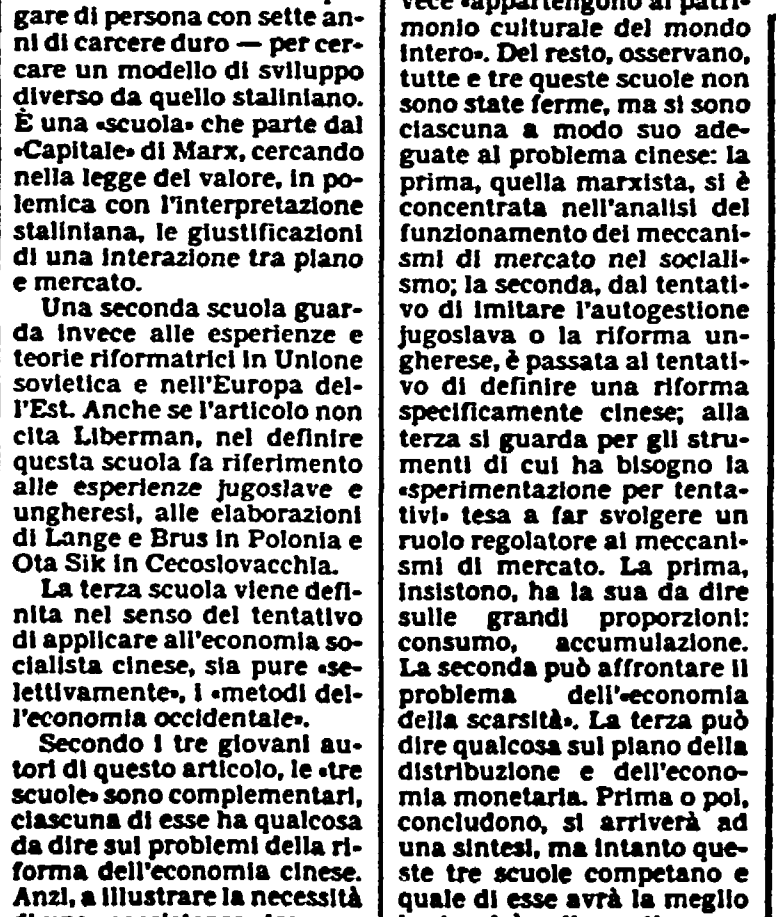 gare di persona con sette an-
ni di carcere duro — per cer-
care un modello di sviluppo
diverso da quello staliniano.
È una «scuola» che parte dal
«Capitale» di Marx, cercando
nella legge del valore, in po-
lemica con l'interpretazione
staliniana, le giustificazioni
di una interazione tra piano
e mercato.
Una seconda scuola guar-
da invece alle esperienze e
teorie riformatrici in Unione
sovietica e nell'Europa del-
l'Est. Anche se l'articolo non
cita Liberman, nel definire
questa scuola fa riferimento
alle esperienze jugoslave e
ungheresi, alle elaborazioni
di Lange e Brus in Polonia e
Ota Sik in Cecoslovacchia.
La terza scuola viene defi-
nita nel senso del tentativo
di applicare all'economia so-
cialista cinese, sia pure «se-
lettivamente», i «metodi del-
l'economia occidentale».
Secondo i tre giovani au-
tori di questo articolo, le «tre
scuole» sono complementari,
ciascuna di esse ha qualcosa
da dire sui problemi della ri-
forma dell'economia cinese.
Anzi, a illustrare la necessità
vece «appartengono al patri-
monio culturale del mondo
intero». Del resto, osservano,
tutte e tre queste scuole non
sono state ferme, ma si sono
ciascuna a modo suo ade-
guate al problema cinese: la
prima, quella marxista, si è
concentrata nell'analisi del
funzionamento dei meccani-
smi di mercato nel sociali-
smo; la seconda, dal tentati-
vo di imitare l'autogestione
jugoslava o la riforma un-
gherese, è passata al tentati-
vo di definire una riforma
specificamente cinese; alla
terza si guarda per gli stru-
menti di cui ha bisogno la
«sperimentazione per tenta-
tivi» tesa a far svolgere un
ruolo regolatore ai meccani-
smi di mercato. La prima,
insistono, ha la sua da dire
sulle grandi proporzioni:
consumo, accumulazione.
La seconda può affrontare il
problema dell'«economia
della scarsità». La terza può
dire qualcosa sul piano della
distribuzione e dell'econo-
mia monetaria. Prima o poi,
concludono, si arriverà ad
una sintesi, ma intanto que-
ste tre scuole competano e
quale di esse avrà la meglio